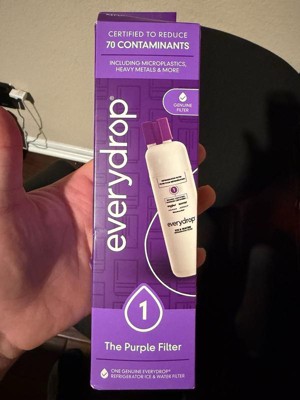 CERTIFIED TO REDUCE
70 CONTAMINANTS
INCLUDING MICROPLASTICS,
HEAVY METALS & MORE
GENUINE
FILTER
everydrop®
1
everydrop
1
The Purple Filter
ONE GENUINE EVERYDROP®
REFRIGERATOR ICE & WATER FILTER